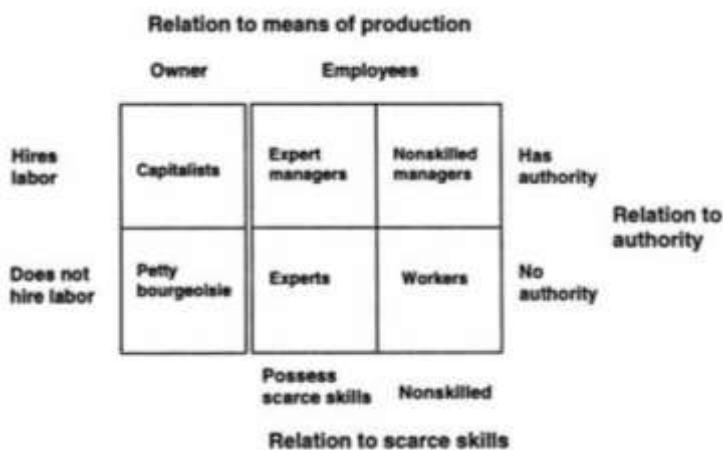 Relation to means of production
Owner Employees
Hires labor
Capitalists
Expert managers
Nonskilled managers
Has authority
Relation to authority
Does not hire labor
Petty bourgeoisie
Experts
Workers
No authority
Possess scarce skills
Nonskilled
Relation to scarce skills